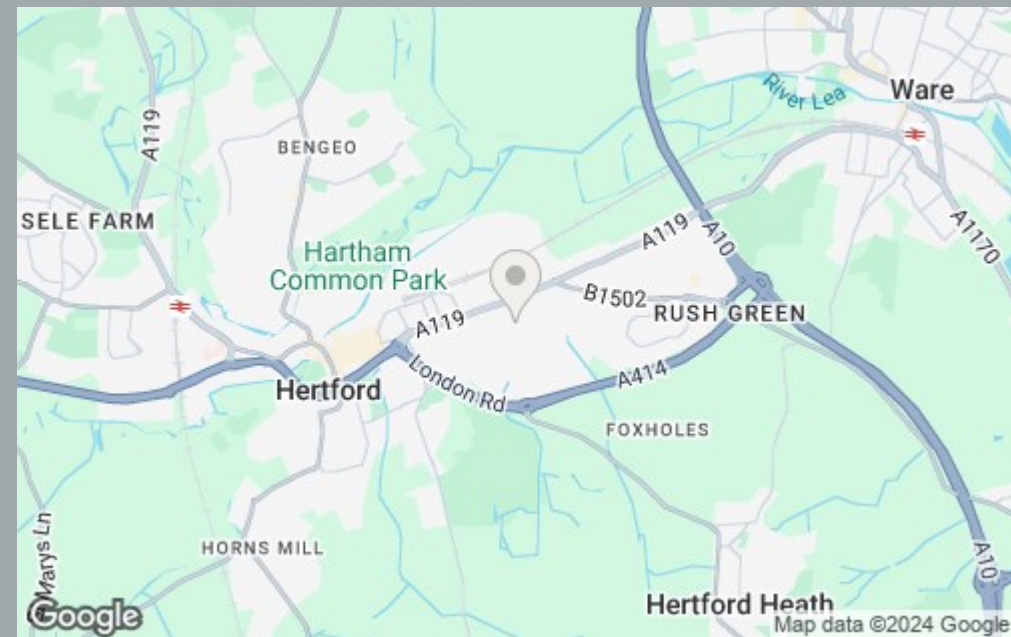 River Lea
Ware
A119
BENGEO
SELE FARM
A119
A10
A1170
Hartham
Common Park
B1502
RUSH GREEN
A119
London Rd
A414
Hertford
FOXHOLES
Marys Ln
HORNS MILL
A10
Hertford Heath
Google
Map data ©2024 Google